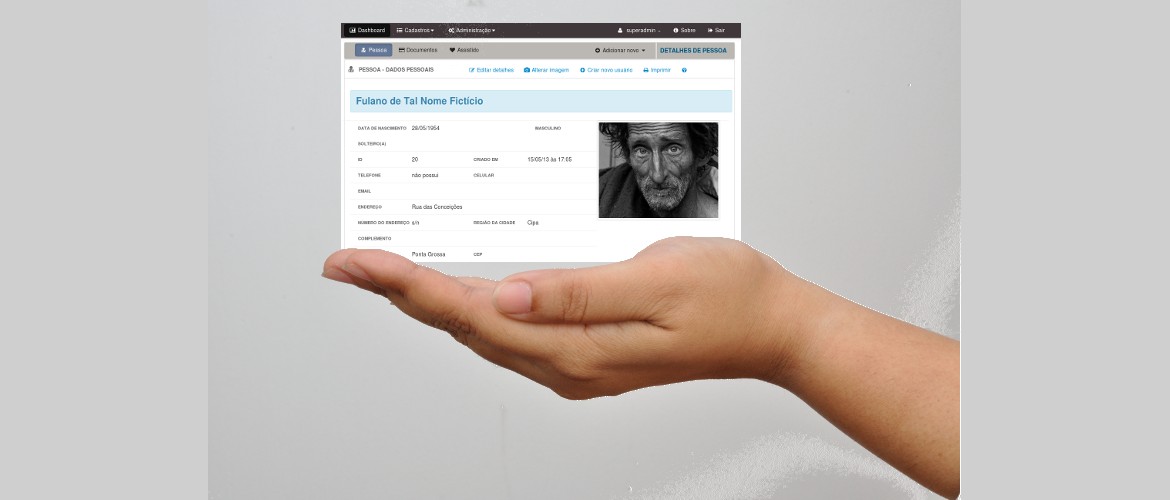 Dashboard Cadastros Administração superadmin Sobre Sair
Pessoa Documentos Assistido Adicionar novo DETALHES DE PESSOA
PESSOA - DADOS PESSOAIS Editar detalhes Alterar imagem Criar novo usuário Imprimir
Fulano de Tal Nome Fictício
DATA DE NASCIMENTO 28/05/1954 MASCULINO
SOLTEIRO(A)
ID 20 CRIADO EM 15/05/13 às 17:05
TELEFONE não possui CELULAR
EMAIL
ENDEREÇO Rua das Conceições
NÚMERO DO ENDEREÇO s/n REGIÃO DA CIDADE Cipa
COMPLEMENTO
Ponta Grossa CEP